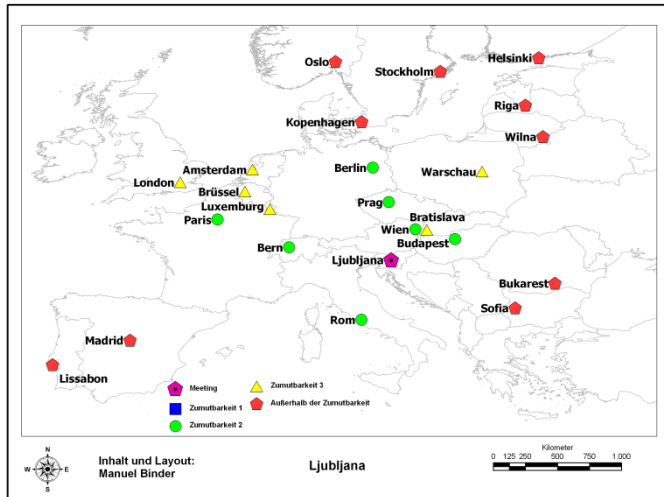 Oslo
Helsinki
Stockholm
Riga
Kopenhagen
Wilna
Berlin
Amsterdam
Warschau
London
Brüssel
Luxemburg
Prag
Paris
Bratislava
Wien
Budapest
Bern
Ljubljana
Bukarest
Sofia
Rom
Madrid
Lissabon
Meeting
Zumutbarkeit 1
Zumutbarkeit 2
Zumutbarkeit 3
Außerhalb der Zumutbarkeit
N
W E
S
Inhalt und Layout:
Manuel Binder
Ljubljana
Kilometer
0 125 250 500 750 1.000